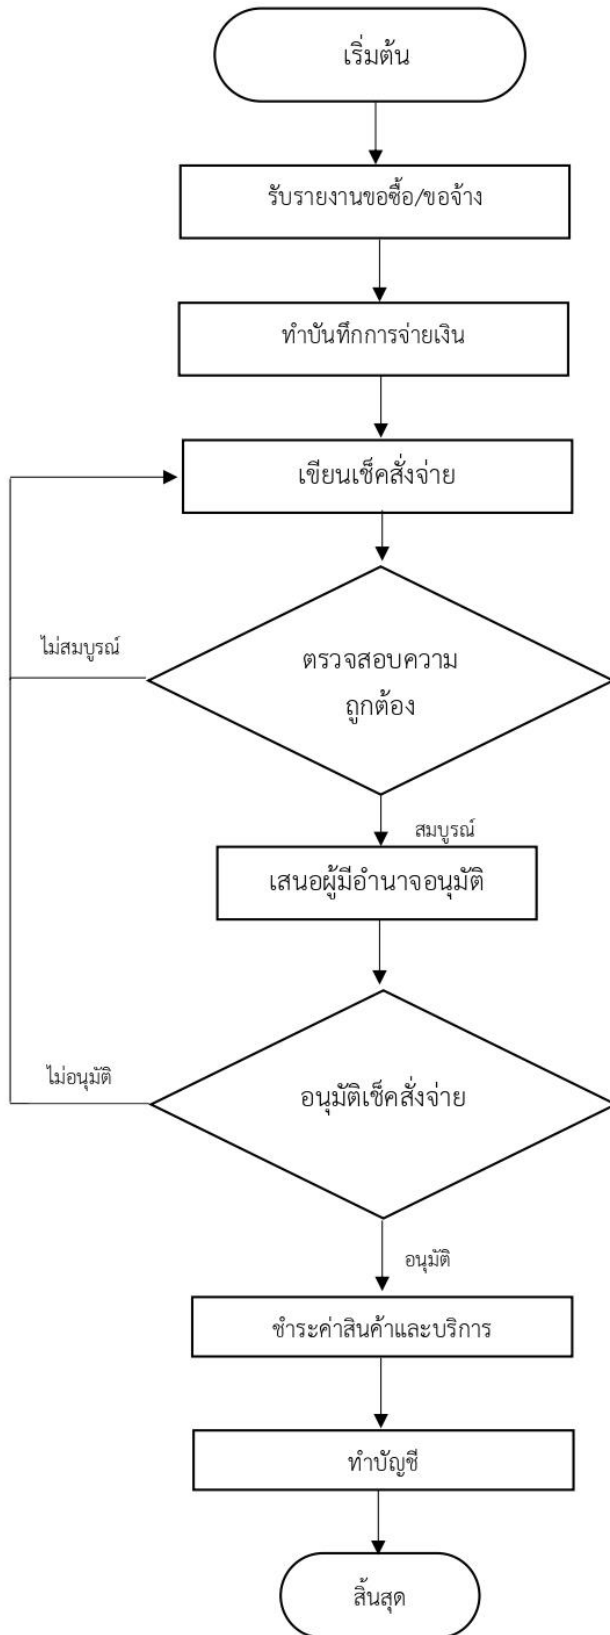 เริ่มต้น
รับรายงานขอซื้อ/ขอจ้าง
ทำบันทึกการจ่ายเงิน
เขียนเช็คสั่งจ่าย
ไม่สมบูรณ์
ตรวจสอบความ
ถูกต้อง
สมบูรณ์
เสนอผู้มีอำนาจอนุมัติ
ไม่อนุมัติ
อนุมัติเช็คสั่งจ่าย
อนุมัติ
ชำระค่าสินค้าและบริการ
ทำบัญชี
สิ้นสุด